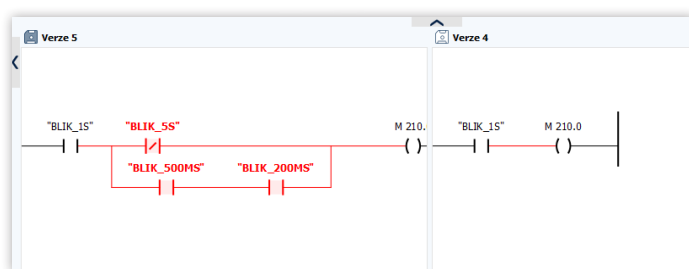 Verze 5
Verze 4
"BLIK_1S" "BLIK_5S" M 210.
"BLIK_500MS" "BLIK_200MS"
"BLIK_1S" M 210.0